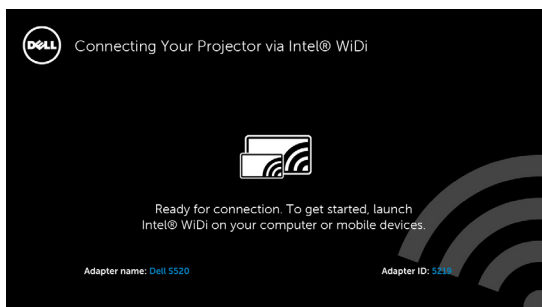 DELL
Connecting Your Projector via Intel® WiDi
Ready for connection. To get started, launch
Intel® WiDi on your computer or mobile devices.
Adapter name: Dell S520 Adapter ID: 5219